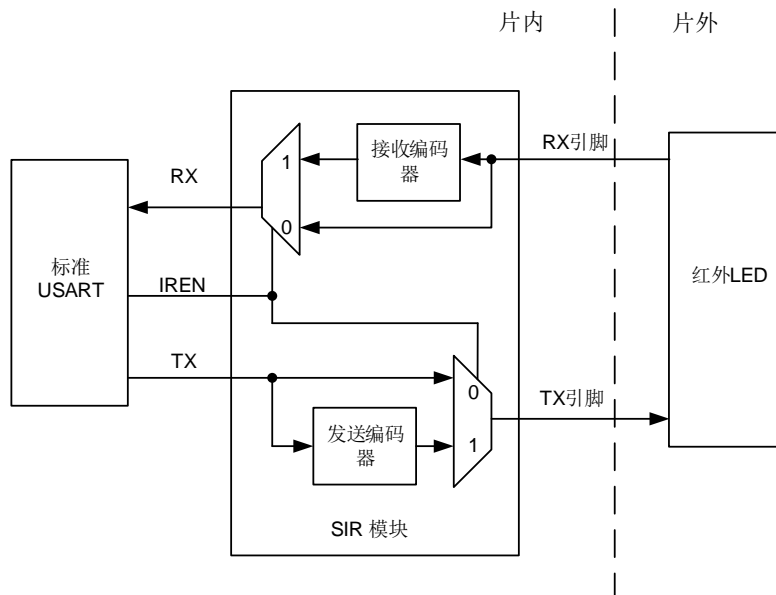 片内
片外
接收编码
器
RX引脚
1
RX
0
标准
USART
IREN
红外LED
TX
0
TX引脚
发送编码
器
1
SIR 模块